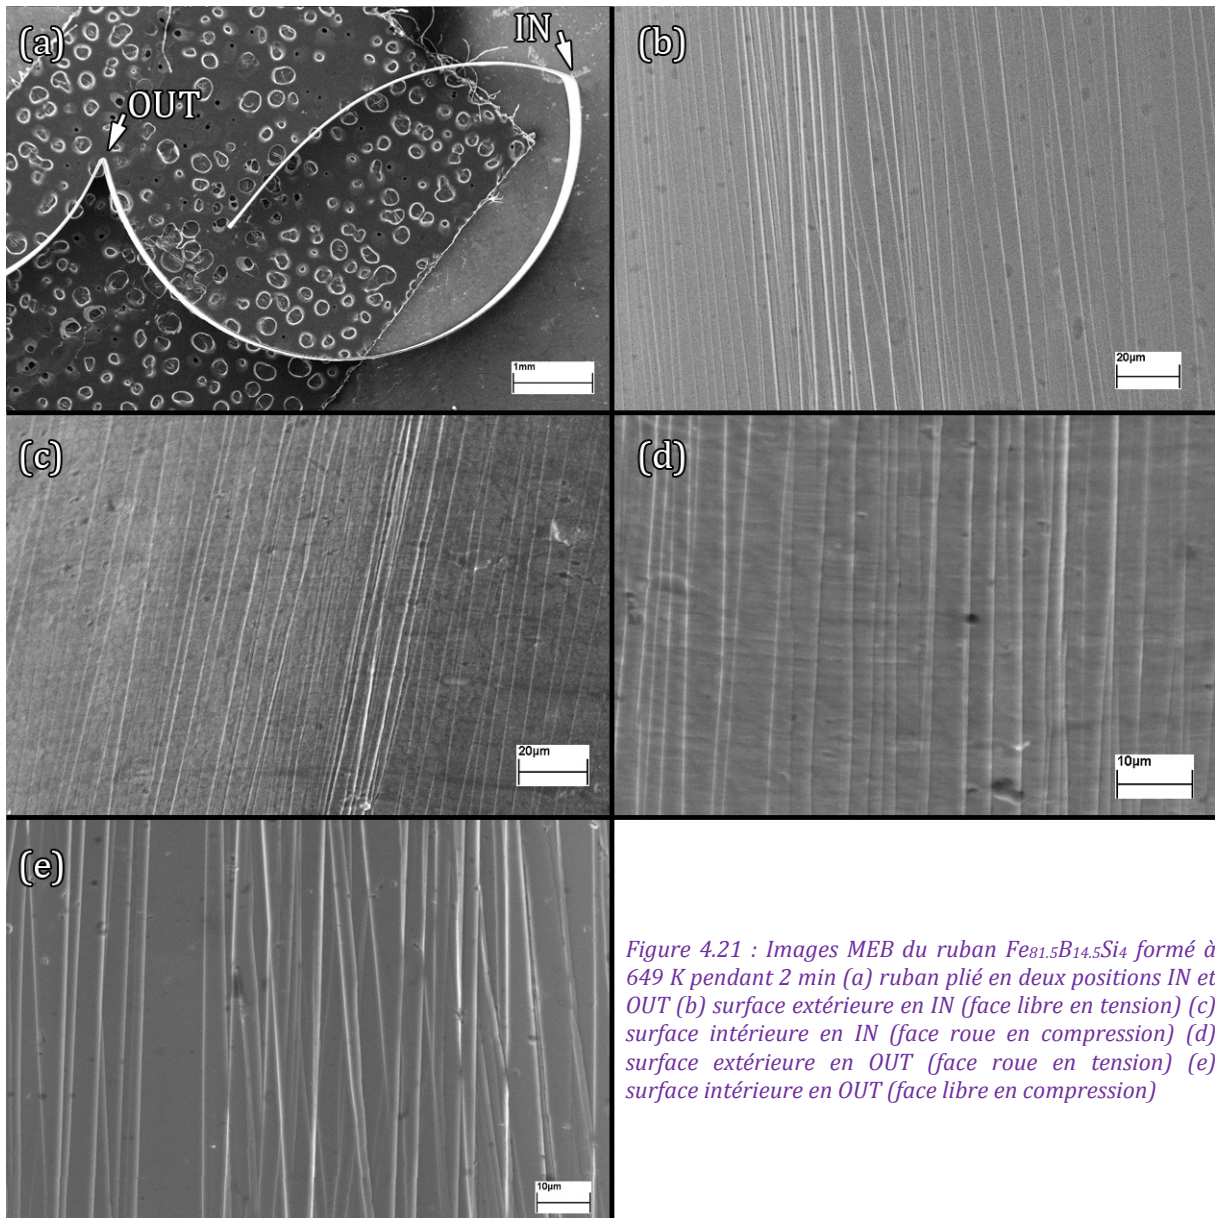 (a)
IN
OUT
1mm
(b)
20µm
(c)
20µm
(d)
10µm
(e)
10µm
Figure 4.21 : Images MEB du ruban Fe81.5B14.5Si4 formé à
649 K pendant 2 min (a) ruban plié en deux positions IN et
OUT (b) surface extérieure en IN (face libre en tension) (c)
surface intérieure en IN (face roue en compression) (d)
surface extérieure en OUT (face roue en tension) (e)
surface intérieure en OUT (face libre en compression)